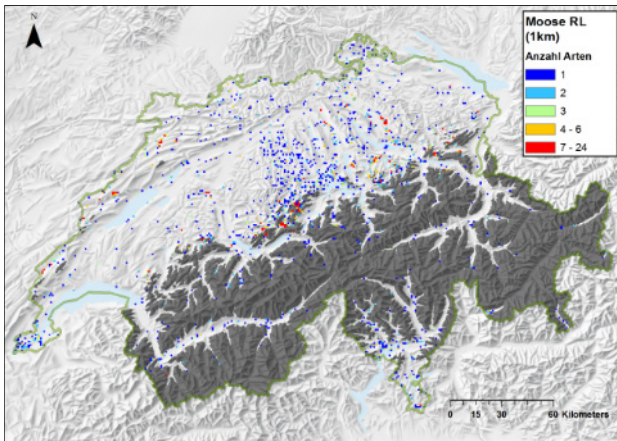 N
Moose RL
(1km)
Anzahl Arten
1
2
3
4 - 6
7 - 24
0 15 30 60 Kilometers